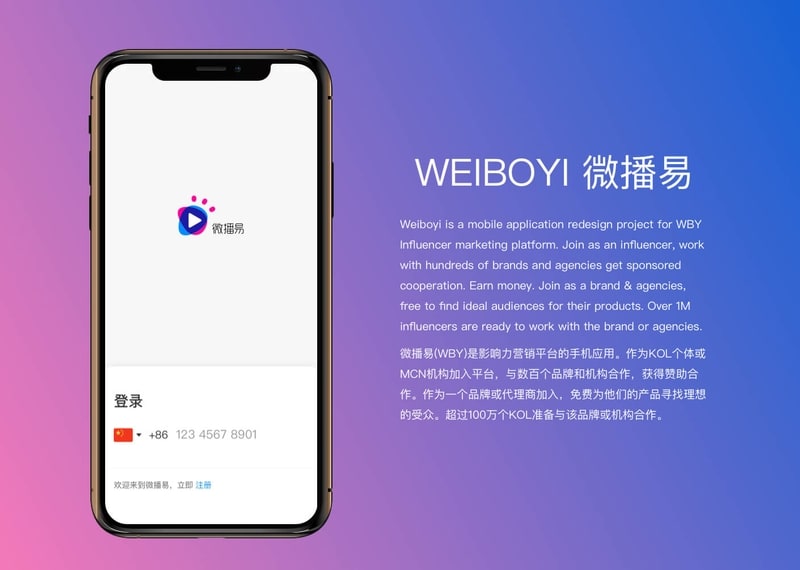 微播易
登录
+86 123 4567 8901
欢迎来到微播易，立即 注册
WEIBOYI 微播易
Weiboyi is a mobile application redesign project for WBY
Influencer marketing platform. Join as an influencer, work
with hundreds of brands and agencies get sponsored
cooperation. Earn money. Join as a brand & agencies,
free to find ideal audiences for their products. Over 1M
influencers are ready to work with the brand or agencies.
微播易(WBY)是影响力营销平台的手机应用。作为KOL个体或
MCN机构加入平台，与数百个品牌和机构合作，获得赞助合
作。作为一个品牌或代理商加入，免费为他们的产品寻找理想
的受众。超过100万个KOL准备与该品牌或机构合作。